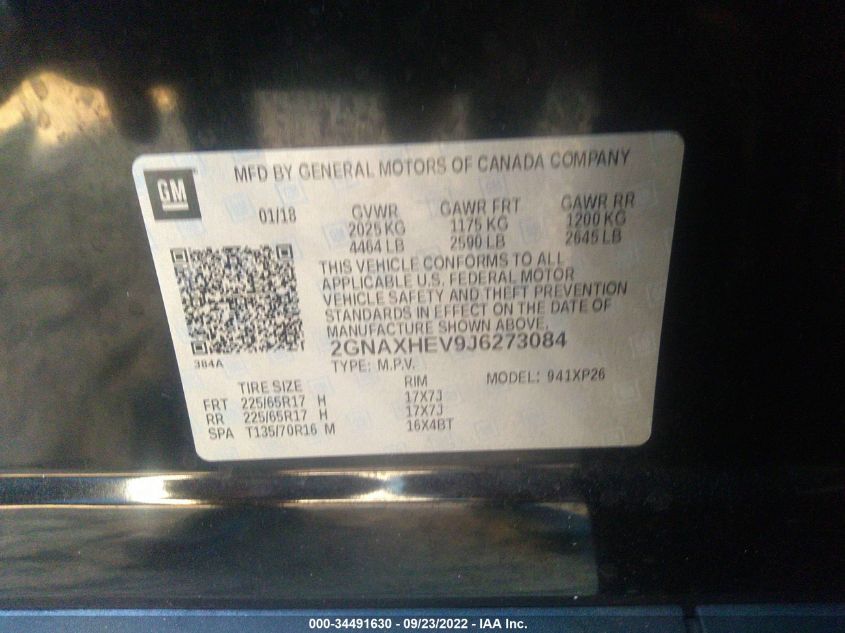 MFD BY GENERAL MOTORS OF CANADA COMPANY
GM
01/18 GVWR GAWR FRT GAWR RR
2025 KG 1175 KG 1200 KG
4464 LB 2590 LB 2645 LB
THIS VEHICLE CONFORMS TO ALL
APPLICABLE U.S. FEDERAL MOTOR
VEHICLE SAFETY AND THEFT PREVENTION
STANDARDS IN EFFECT ON THE DATE OF
MANUFACTURE SHOWN ABOVE.
2GNAXHEV9J6273084
384A
TYPE: M.P.V.
MODEL: 941XP26
TIRE SIZE RIM
FRT 225/65R17 H 17X7J
RR 225/65R17 H 17X7J
SPA T135/70R16 M 16X4BT
000-34491630 - 09/23/2022 - IAA Inc.